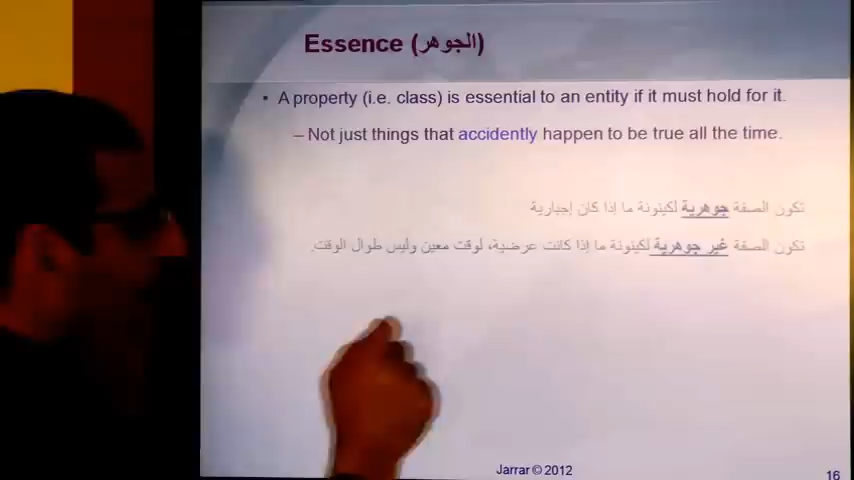 Essence (الجوهر)
• A property (i.e. class) is essential to an entity if it must hold for it.
– Not just things that accidently happen to be true all the time.
تكون الصفة جوهرية لكينونة ما إذا كان إجبارية
تكون الصفة غير جوهرية لكينونة ما إذا كانت عرضية، لوقت معين وليس طوال الوقت.
Jarrar © 2012
16